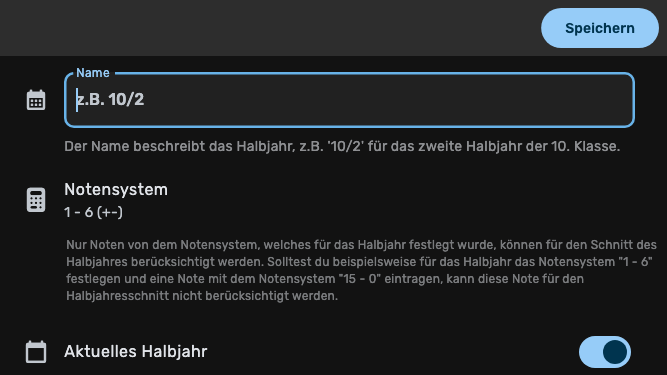 Speichern
Name
z.B. 10/2
Der Name beschreibt das Halbjahr, z.B. '10/2' für das zweite Halbjahr der 10. Klasse.
Notensystem
1 - 6 (+-)
Nur Noten von dem Notensystem, welches für das Halbjahr festlegt wurde, können für den Schnitt des
Halbjahres berücksichtigt werden. Solltest du beispielsweise für das Halbjahr das Notensystem "1 - 6"
festlegen und eine Note mit dem Notensystem "15 - 0" eintragen, kann diese Note für den
Halbjahresschnitt nicht berücksichtigt werden.
Aktuelles Halbjahr